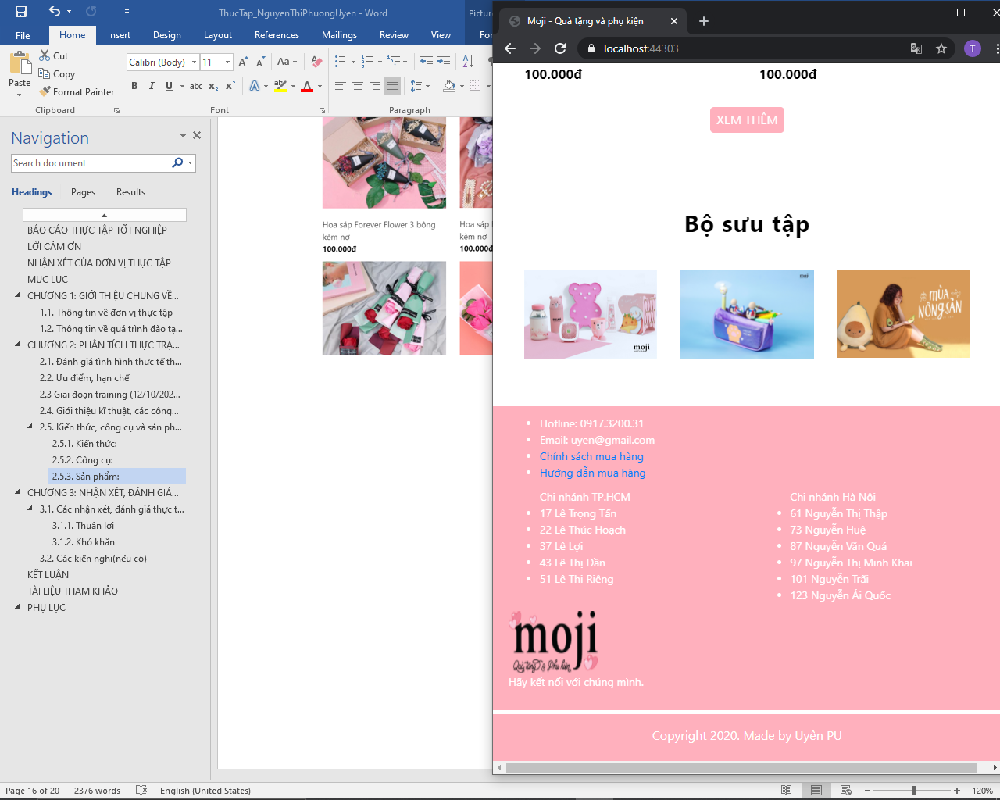 ThucTap_NguyenThiPhuongUyen - Word
Pictur
File
Home
Insert
Design
Layout
References
Mailings
Review
View
For
Paste
Cut
Copy
Format Painter
Clipboard
Calibri (Body)
11
Font
Paragraph
Navigation
Search document
Headings
Pages
Results
BÁO CÁO THỰC TẬP TỐT NGHIỆP
LỜI CẢM ƠN
NHẬN XÉT CỦA ĐƠN VỊ THỰC TẬP
MỤC LỤC
CHƯƠNG 1: GIỚI THIỆU CHUNG VỀ...
1.1. Thông tin về đơn vị thực tập
1.2. Thông tin về quá trình đào tạ...
CHƯƠNG 2: PHÂN TÍCH THỰC TRẠ...
2.1. Đánh giá tình hình thực tế th...
2.2. Ưu điểm, hạn chế
2.3 Giai đoạn training (12/10/202...
2.4. Giới thiệu kĩ thuật, các công...
2.5. Kiến thức, công cụ và sản ph...
2.5.1. Kiến thức:
2.5.2. Công cụ:
2.5.3. Sản phẩm:
CHƯƠNG 3: NHẬN XÉT, ĐÁNH GIÁ...
3.1. Các nhận xét, đánh giá thực t...
3.1.1. Thuận lợi
3.1.2. Khó khăn
3.2. Các kiến nghị(nếu có)
KẾT LUẬN
TÀI LIỆU THAM KHẢO
PHỤ LỤC
Hoa sáp Forever Flower 3 bông
kèm nơ
100.000đ
Hoa sáp
kèm nơ
100.000đ
Moji - Quà tặng và phụ kiện
localhost:44303
T
100.000đ
100.000đ
XEM THÊM
Bộ sưu tập
moji
moji
MÙA
NÔNG SẢN
Hotline: 0917.3200.31
Email: uyen@gmail.com
Chính sách mua hàng
Hướng dẫn mua hàng
Chi nhánh TP.HCM
17 Lê Trọng Tấn
22 Lê Thúc Hoạch
37 Lê Lợi
43 Lê Thị Dần
51 Lê Thị Riêng
Chi nhánh Hà Nội
61 Nguyễn Thị Thập
73 Nguyễn Huệ
87 Nguyễn Văn Quá
97 Nguyễn Thị Minh Khai
101 Nguyễn Trãi
123 Nguyễn Ái Quốc
moji
Quà tặng & Phụ kiện
Hãy kết nối với chúng mình.
Copyright 2020. Made by Uyên PU
Page 16 of 20
2376 words
English (United States)
120%